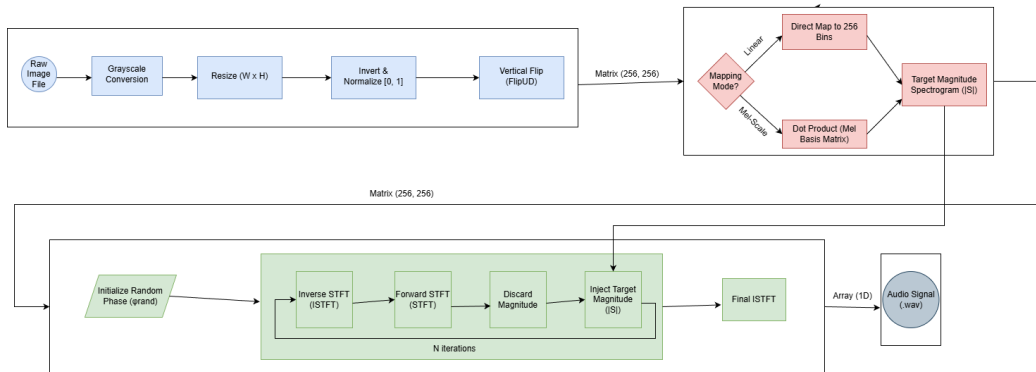 Raw
Image
File
Grayscale
Conversion
Resize (W x H)
Invert &
Normalize [0, 1]
Vertical Flip
(FlipUD)
Matrix (256, 256)
Mapping
Mode?
Linear
Mel-Scale
Direct Map to 256
Bins
Dot Product (Mel
Basis Matrix)
Target Magnitude
Spectrogram (|S|)
Matrix (256, 256)
Initialize Random
Phase (φrand)
Inverse STFT
(ISTFT)
Forward STFT
(STFT)
Discard
Magnitude
Inject Target
Magnitude
(|S|)
N iterations
Final ISTFT
Array (1D)
Audio Signal
(.wav)